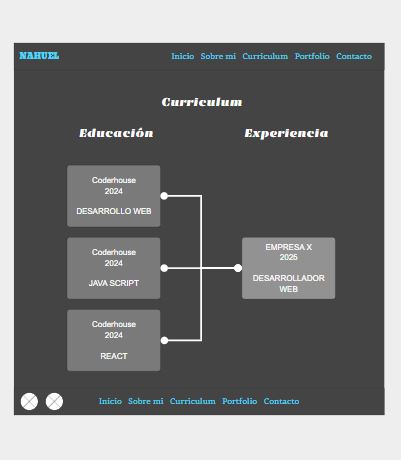 NAHUEL
Inicio Sobre mi Curriculum Portfolio Contacto
Curriculum
Educación
Experiencia
Coderhouse
2024
DESARROLLO WEB
Coderhouse
2024
JAVA SCRIPT
Coderhouse
2024
REACT
EMPRESA X
2025
DESARROLLADOR
WEB
Inicio Sobre mi Curriculum Portfolio Contacto